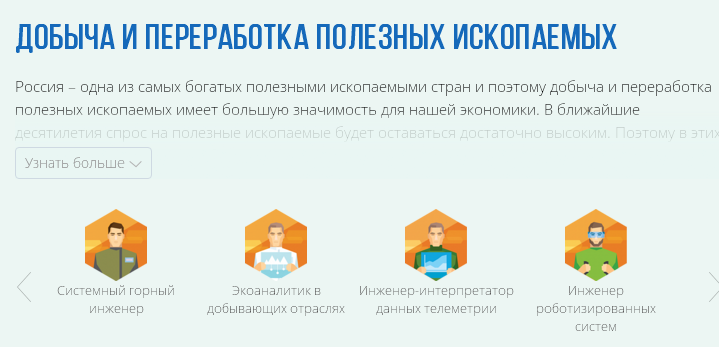 ДОБЫЧА И ПЕРЕРАБОТКА ПОЛЕЗНЫХ ИСКОПАЕМЫХ
Россия – одна из самых богатых полезными ископаемыми стран и поэтому добыча и переработка
полезных ископаемых имеет большую значимость для нашей экономики. В ближайшие
десятилетия спрос на полезные ископаемые будет оставаться достаточно высоким. Поэтому в этих
Узнать больше
Системный горный
инженер
Экоаналитик в
добывающих отраслях
Инженер-интерпретатор
данных телеметрии
Инженер
роботизированных
систем